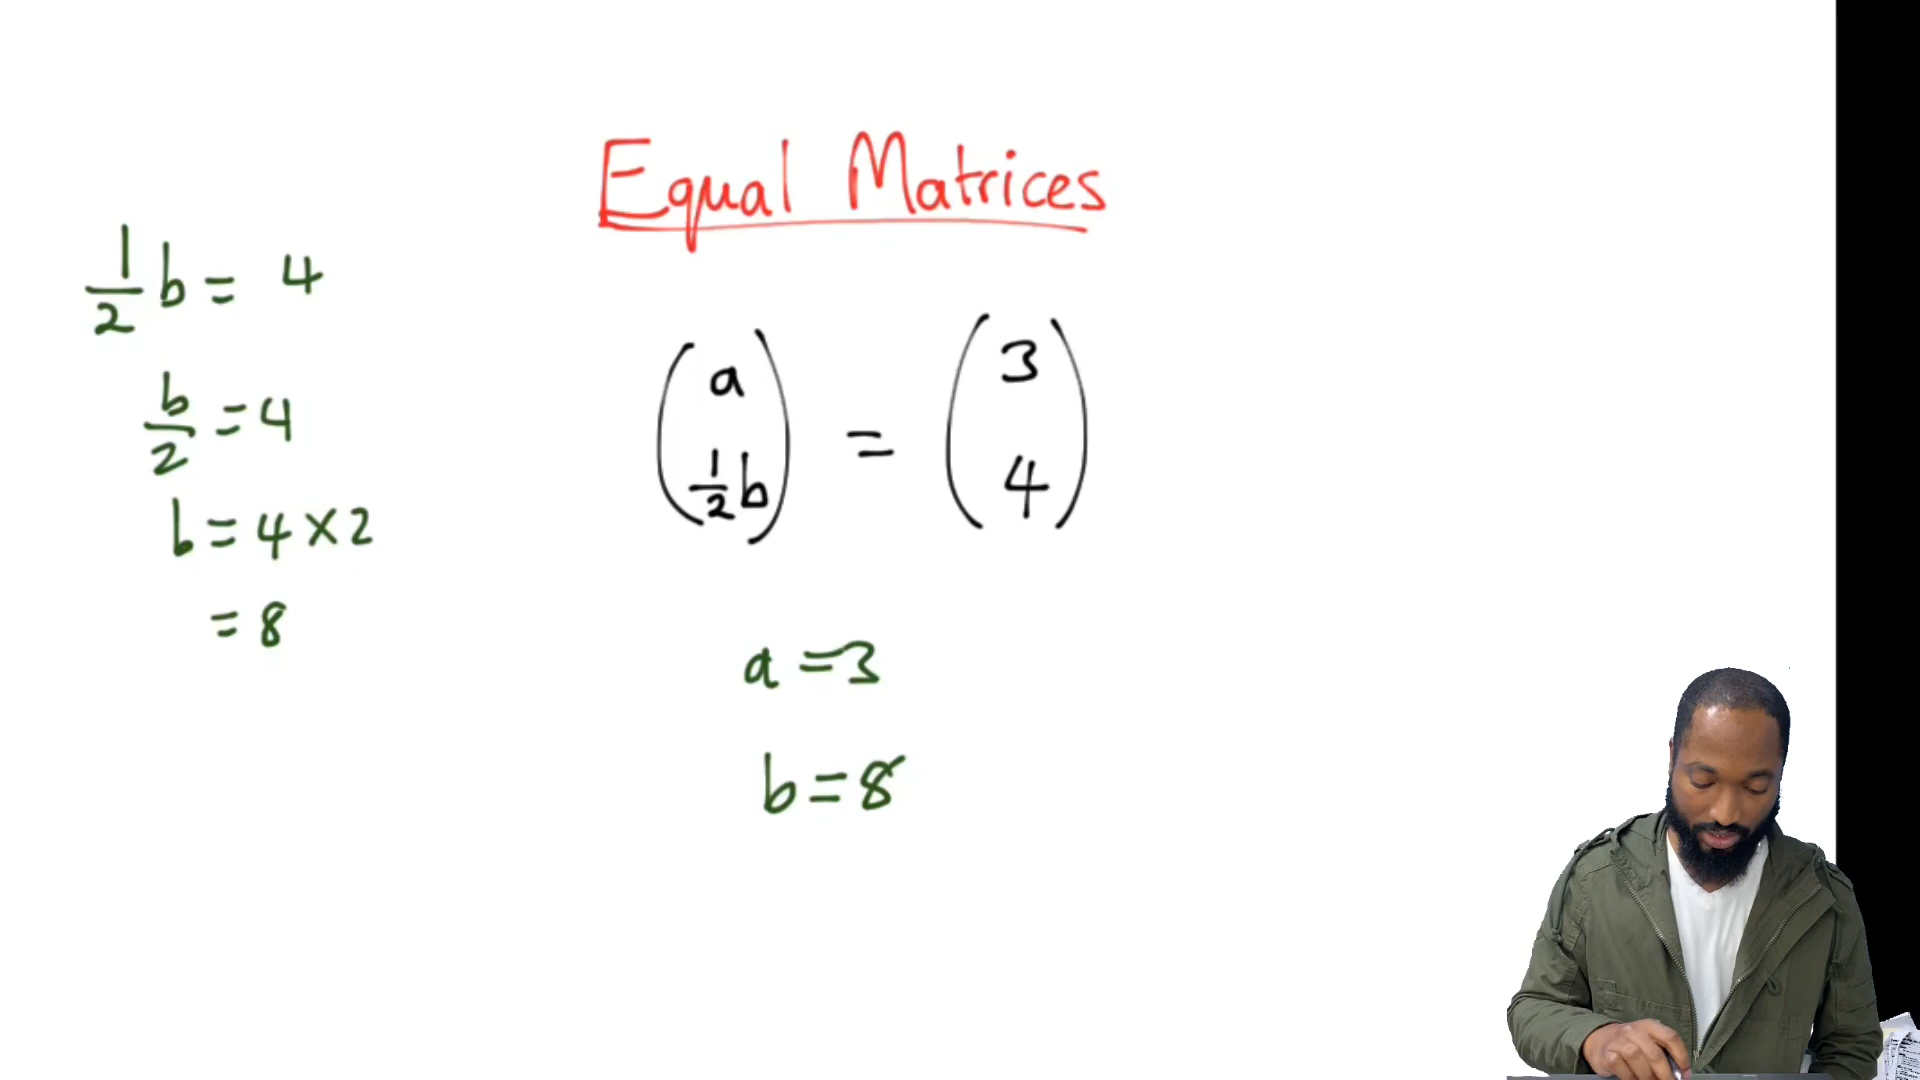 Equal Matrices
1/2 b = 4
b/2 = 4
b = 4 × 2
= 8
(a) = (3)
(1/2 b) (4)
a = 3
b = 8